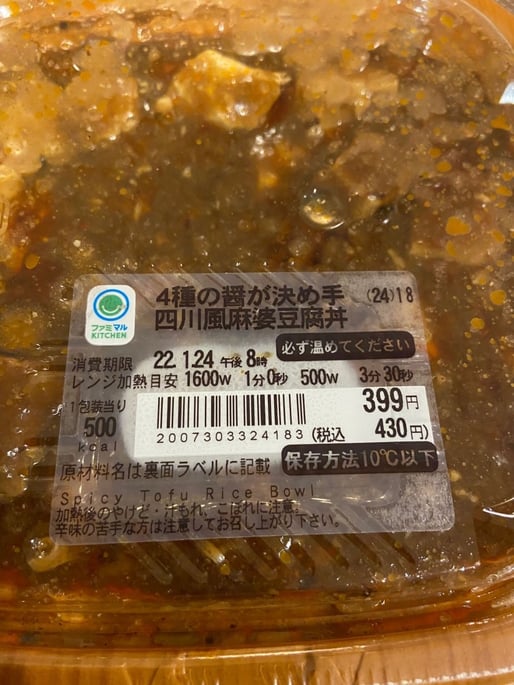 ファミマル
KITCHEN
4種の醤が決め手
四川風麻婆豆腐丼
(24)18
必ず温めてください
消費期限 22.1.24 午後 8時
レンジ加熱目安 1600W 1分0秒 500W 3分30秒
1包装当り
500
kcal
399円
2007303324183
(税込 430円)
原材料名は裏面ラベルに記載
保存方法10℃以下
Spicy Tofu Rice Bowl
加熱後のやけど・汁もれ、こぼれに注意。
辛味の苦手な方は注意してお召し上がり下さい。